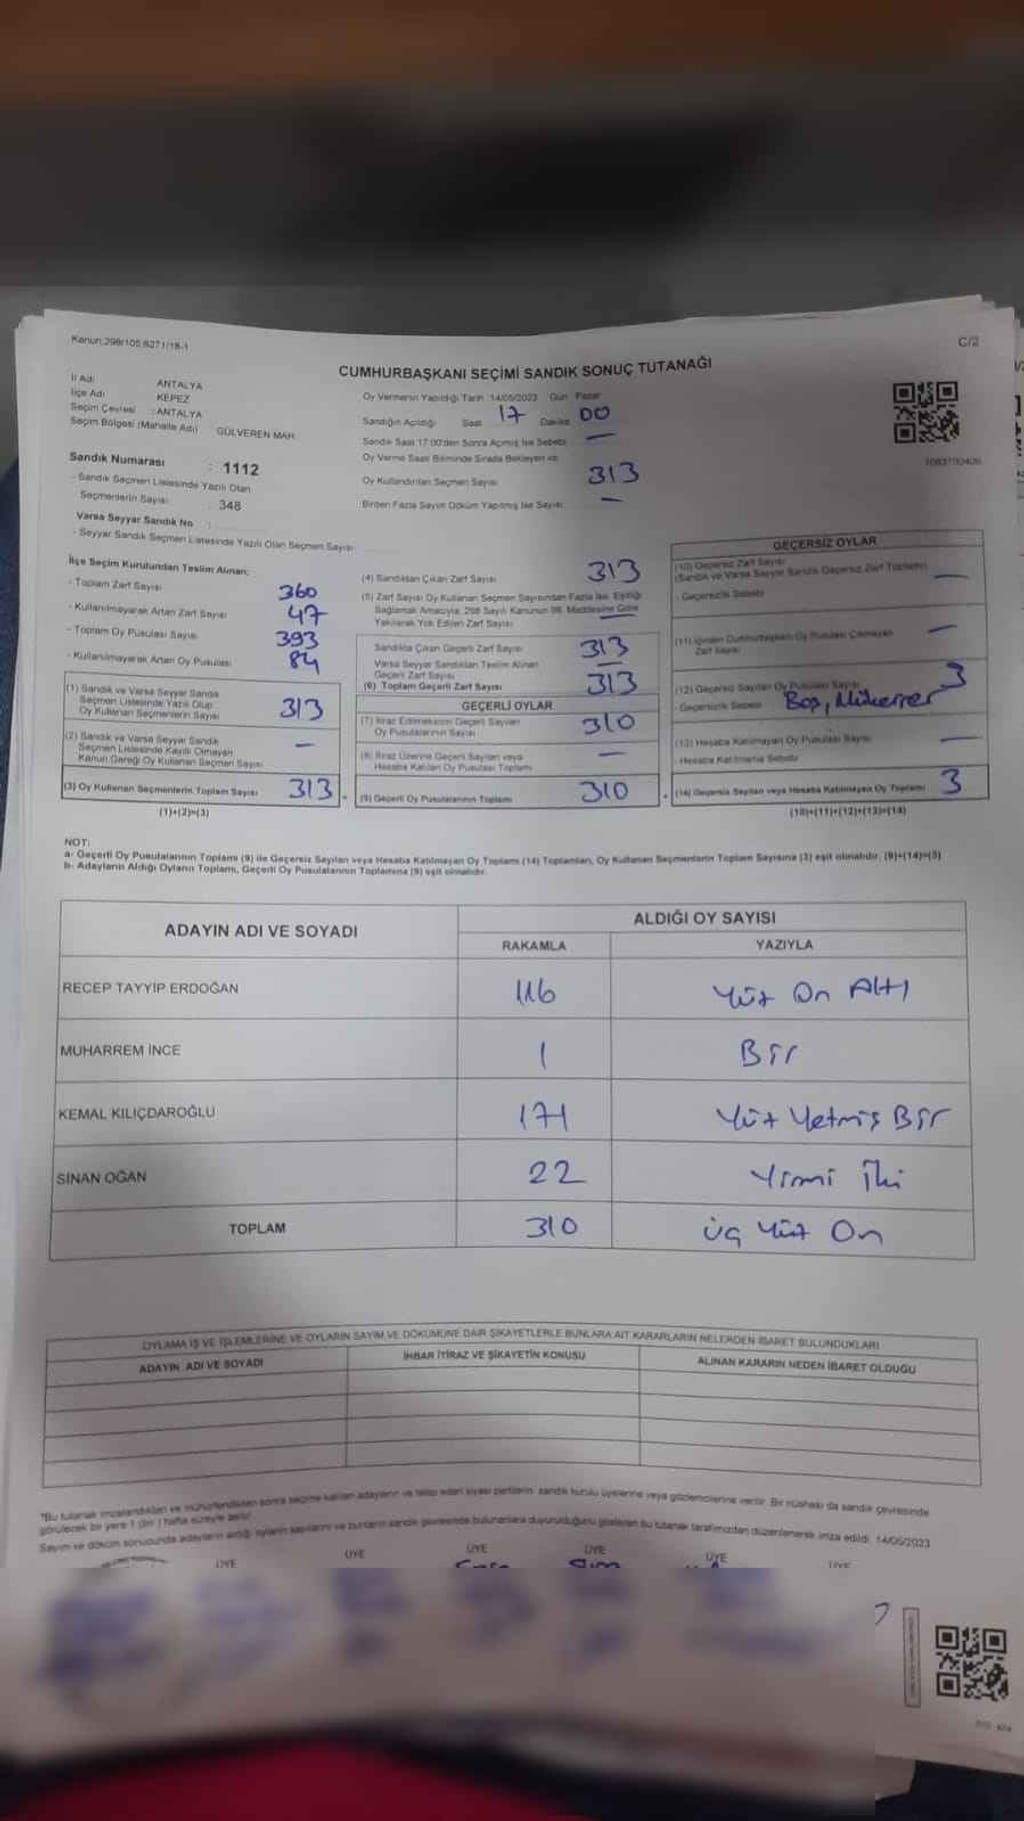 Kanun:298/105,6271/18-1
C/2
CUMHURBAŞKANI SEÇİMİ SANDIK SONUÇ TUTANAĞI
İl Adı ANTALYA
İlçe Adı KEPEZ
Seçim Çevresi : ANTALYA
Seçim Bölgesi (Mahalle Adı) GÜLVEREN MAH.
Oy Vermenin Yapıldığı Tarih 14/05/2023 Gün Pazar
Sandığın Açıldığı Saat 17 Dakika 00
Sandık Saat 17:00'den Sonra Açılmış İse Sebebi —
Oy Verme Saati Bitiminde Sırada Bekleyen ve
Oy Kullandırılan Seçmen Sayısı 313
Birden Fazla Sayım Döküm Yapılmış İse Sayısı —
Sandık Numarası : 1112
- Sandık Seçmen Listesinde Yazılı Olan
Seçmenlerin Sayısı : 348
Varsa Seyyar Sandık No :
- Seyyar Sandık Seçmen Listesinde Yazılı Olan Seçmen Sayısı
İlçe Seçim Kurulundan Teslim Alınan;
- Toplam Zarf Sayısı 360
- Kullanılmayarak Artan Zarf Sayısı 47
- Toplam Oy Pusulası Sayısı 393
- Kullanılmayarak Artan Oy Pusulası 84
(1) Sandık ve Varsa Seyyar Sandık
Seçmen Listesinde Yazılı Olup
Oy Kullanan Seçmenlerin Sayısı 313
(2) Sandık ve Varsa Seyyar Sandık
Seçmen Listesinde Kayıtlı Olmayan
Kanun Gereği Oy Kullanan Seçmen Sayısı —
(3) Oy Kullanan Seçmenlerin Toplam Sayısı 313
(1)+(2)=(3)
(4) Sandıktan Çıkan Zarf Sayısı 313
(5) Zarf Sayısı Oy Kullanan Seçmen Sayısından Fazla İse, Eşitliği
Sağlamak Amacıyla, 298 Sayılı Kanunun 98. Maddesine Göre
Yakılarak Yok Edilen Zarf Sayısı —
Sandıkta Çıkan Geçerli Zarf Sayısı 313
Varsa Seyyar Sandıktan Teslim Alınan
Geçerli Zarf Sayısı —
(6) Toplam Geçerli Zarf Sayısı 313
GEÇERLİ OYLAR
(7) İtiraz Edilmeksizin Geçerli Sayılan
Oy Pusulalarının Sayısı 310
(8) İtiraz Üzerine Geçerli Sayılan veya
Hesaba Katılan Oy Pusulası Toplamı —
(9) Geçerli Oy Pusulalarının Toplamı 310
GEÇERSİZ OYLAR
(10) Geçersiz Zarf Sayısı
(Sandık ve Varsa Seyyar Sandık Geçersiz Zarf Toplamı) —
- Geçersizlik Sebebi
(11) İçinden Cumhurbaşkanı Oy Pusulası Çıkmayan
Zarf Sayısı —
(12) Geçersiz Sayılan Oy Pusulası Sayısı 3
- Geçersizlik Sebebi Boş, Mükerrer
(13) Hesaba Katılmayan Oy Pusulası Sayısı —
- Hesaba Katılmama Sebebi
(14) Geçersiz Sayılan veya Hesaba Katılmayan Oy Toplamı 3
(10)+(11)+(12)+(13)=(14)
NOT:
a- Geçerli Oy Pusulalarının Toplamı (9) ile Geçersiz Sayılan veya Hesaba Katılmayan Oy Toplamı (14) Toplamları, Oy Kullanan Seçmenlerin Toplam Sayısına (3) eşit olmalıdır. (9)+(14)=(3)
b- Adayların Aldığı Oyların Toplamı, Geçerli Oy Pusulalarının Toplamına (9) eşit olmalıdır.
ADAYIN ADI VE SOYADI
ALDIĞI OY SAYISI
RAKAMLA YAZIYLA
RECEP TAYYİP ERDOĞAN 116 Yüz On Altı
MUHARREM İNCE 1 Bir
KEMAL KILIÇDAROĞLU 171 Yüz Yetmiş Bir
SİNAN OĞAN 22 Yirmi İki
TOPLAM 310 Üç Yüz On
OYLAMA İŞ VE İŞLEMLERİNE VE OYLARIN SAYIM VE DÖKÜMÜNE DAİR ŞİKAYETLERLE BUNLARA AİT KARARLARIN NELERDEN İBARET BULUNDUKLARI
ADAYIN ADI VE SOYADI
İHBAR İTİRAZ VE ŞİKAYETİN KONUSU
ALINAN KARARIN NEDEN İBARET OLDUĞU
*Bu tutanak imzalandıktan ve mühürlendikten sonra seçime katılan adayların ve talep eden siyasi partilerin sandık kurulu üyelerine veya gözlemcilerine verilir. Bir nüshası da sandık çevresinde
görülecek bir yere 1 (bir) hafta süreyle asılır.
Sayım ve döküm sonucunda adayların aldığı oyların sayılarını ve bunların sandık çevresinde bulunanlara duyurulduğunu gösteren bu tutanak tarafımızdan düzenlenerek imza edildi. 14/05/2023
ÜYE ÜYE ÜYE ÜYE ÜYE ÜYE